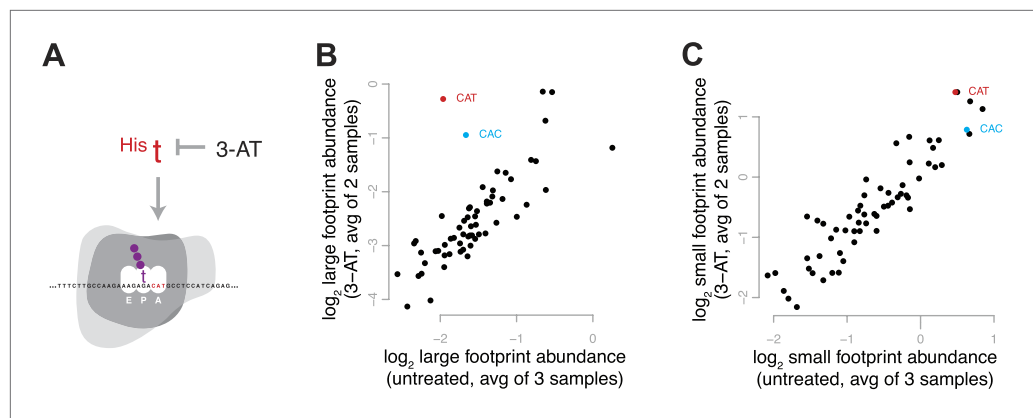 A
His t 3-AT
t
...TTTCTTGCCAAGAAAGAGACATGCCTCCATCAGAG...
E P A
B
log2 large footprint abundance
(3−AT, avg of 2 samples)
0
−1
−2
−3
−4
CAT
CAC
−2 −1 0
log2 large footprint abundance
(untreated, avg of 3 samples)
C
log2 small footprint abundance
(3−AT, avg of 2 samples)
1
0
−1
−2
CAT
CAC
−2 −1 0 1
log2 small footprint abundance
(untreated, avg of 3 samples)